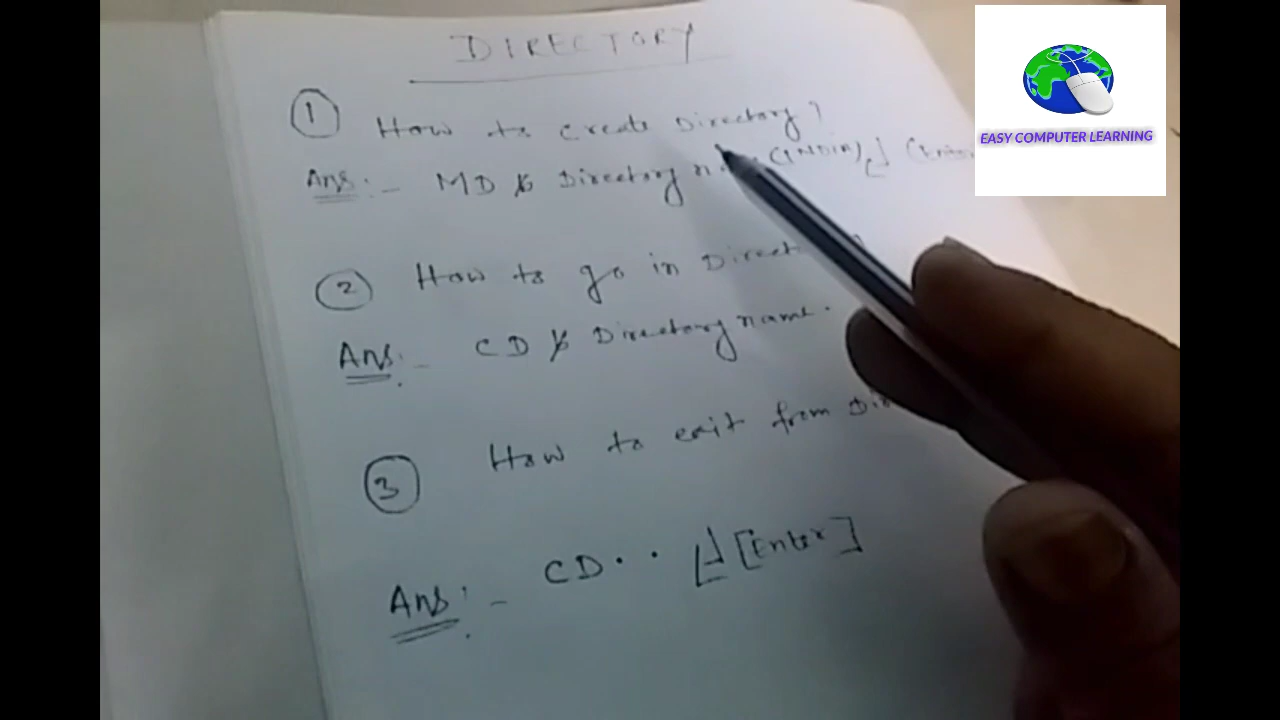 DIRECTORY
① How to create Directory?
Ans:- MD ␢ Directory (INDIA) ↵ (Enter
② How to go in
Ans:- CD ␢ Directory name.
③ How to exit from
Ans:- CD.. ↵ [Enter]
EASY COMPUTER LEARNING